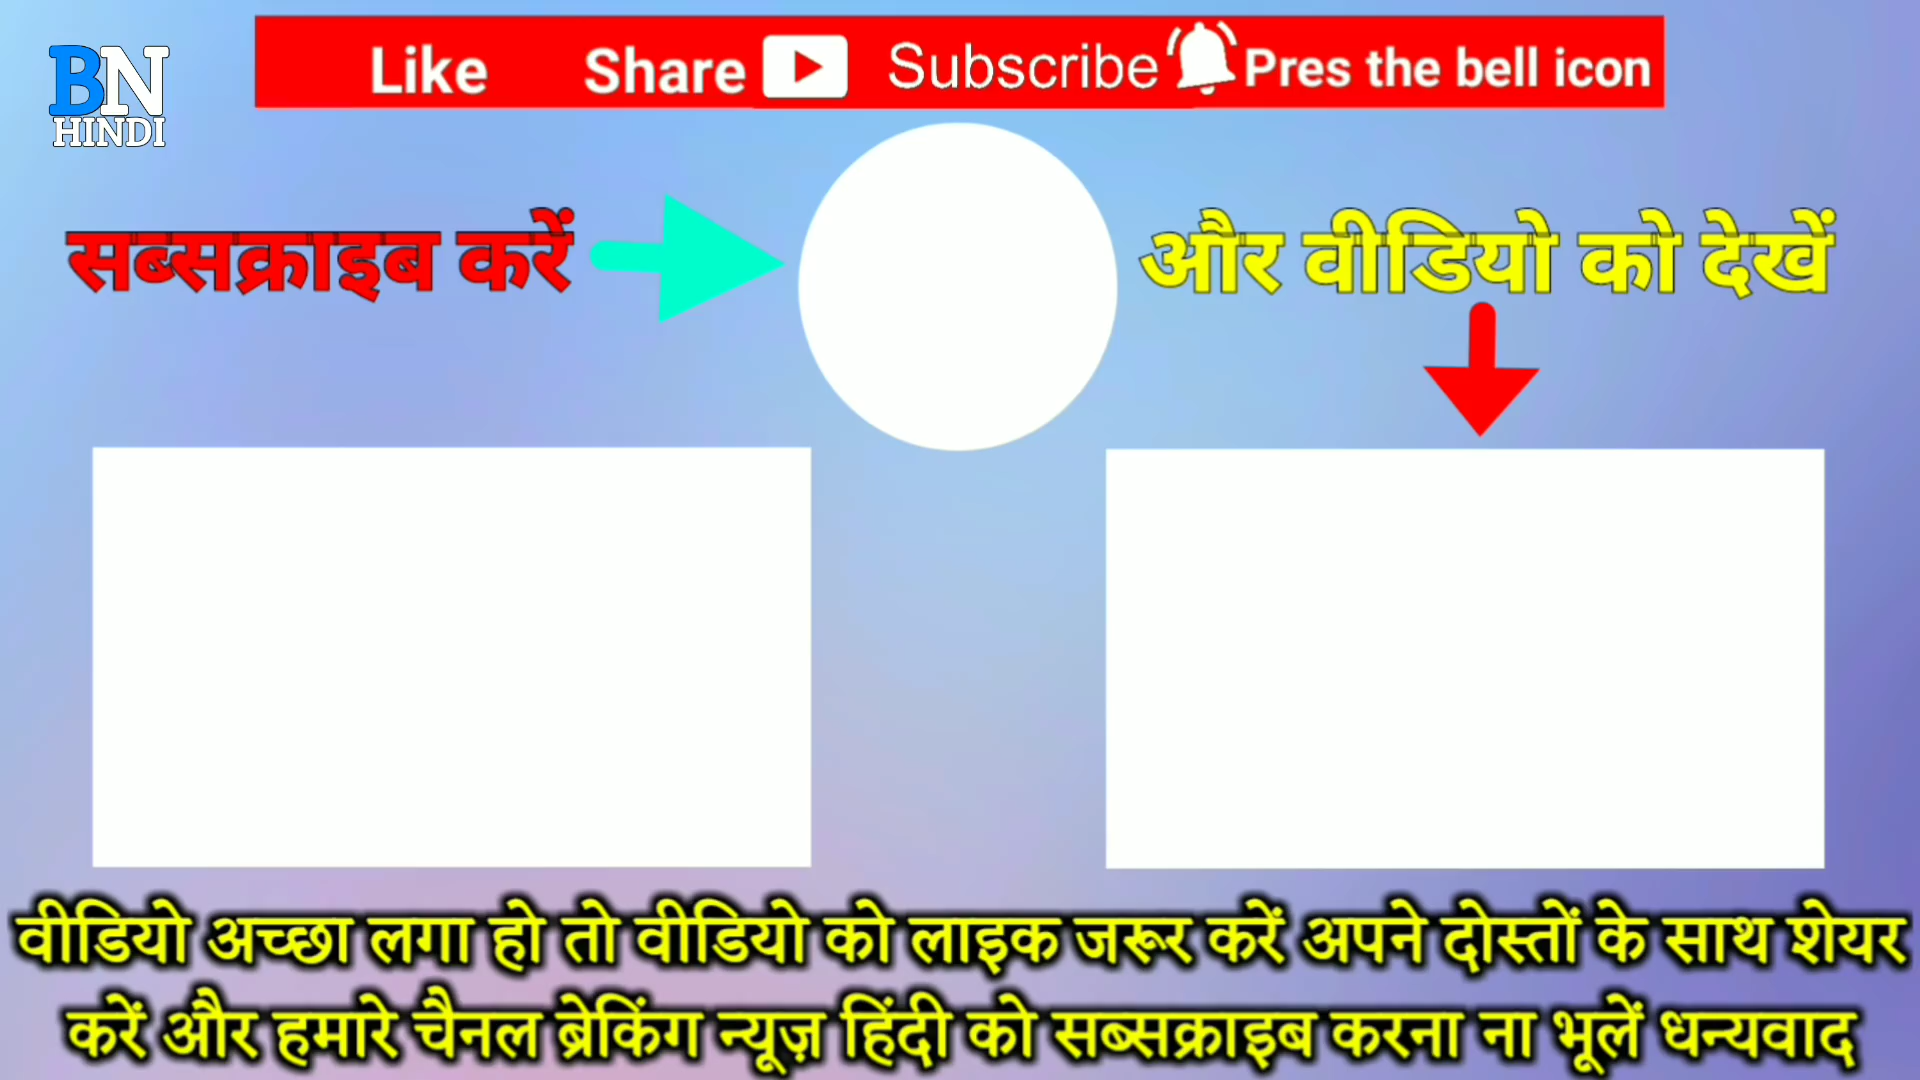 Like Share Subscribe Pres the bell icon
BN
HINDI
सब्सक्राइब करें
और वीडियो को देखें
वीडियो अच्छा लगा हो तो वीडियो को लाइक जरूर करें अपने दोस्तों के साथ शेयर
करें और हमारे चैनल ब्रेकिंग न्यूज़ हिंदी को सब्सक्राइब करना ना भूलें धन्यवाद